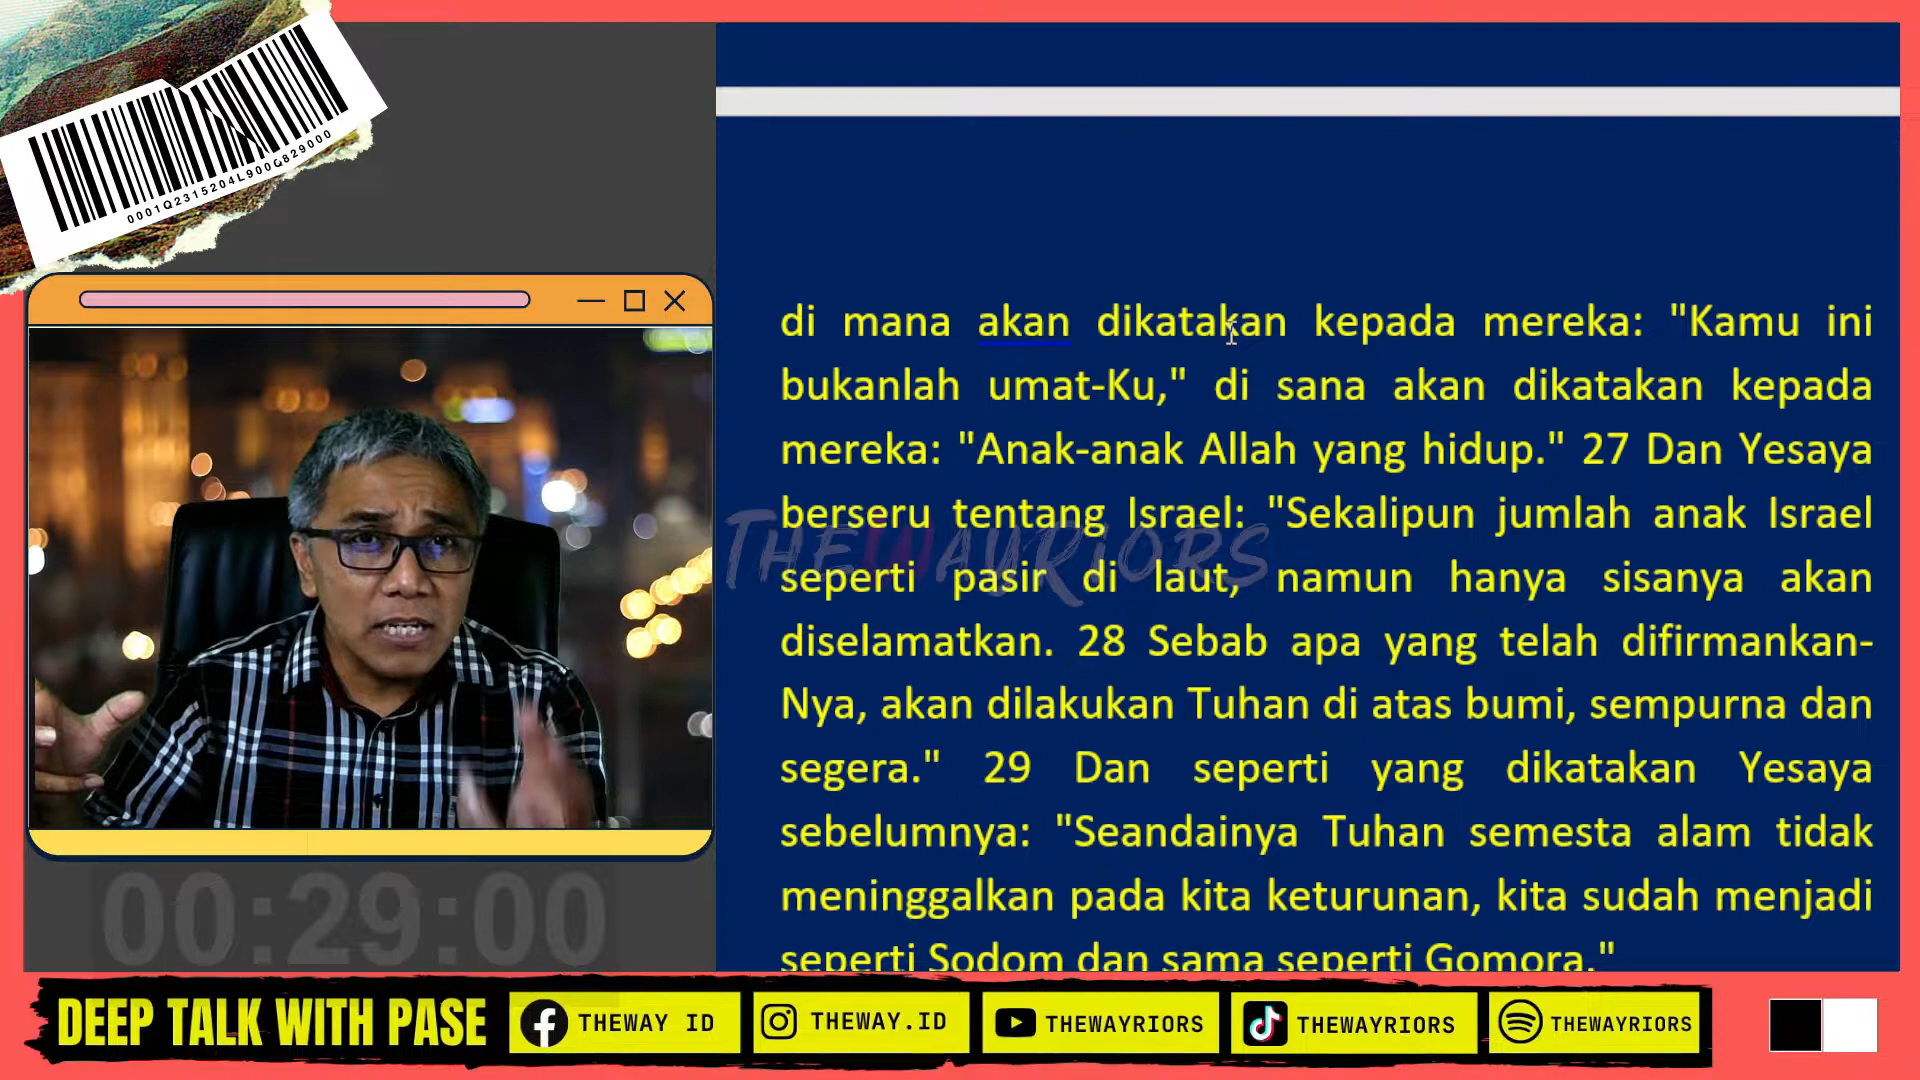 0001Q2315204L900Q829000
di mana akan dikatakan kepada mereka: "Kamu ini
bukanlah umat-Ku," di sana akan dikatakan kepada
mereka: "Anak-anak Allah yang hidup." 27 Dan Yesaya
berseru tentang Israel: "Sekalipun jumlah anak Israel
THEWAYRIORS
seperti pasir di laut, namun hanya sisanya akan
diselamatkan. 28 Sebab apa yang telah difirmankan-
Nya, akan dilakukan Tuhan di atas bumi, sempurna dan
segera." 29 Dan seperti yang dikatakan Yesaya
sebelumnya: "Seandainya Tuhan semesta alam tidak
meninggalkan pada kita keturunan, kita sudah menjadi
seperti Sodom dan sama seperti Gomora."
00:29:00
DEEP TALK WITH PASE
THEWAY ID
THEWAY.ID
THEWAYRIORS
THEWAYRIORS
THEWAYRIORS